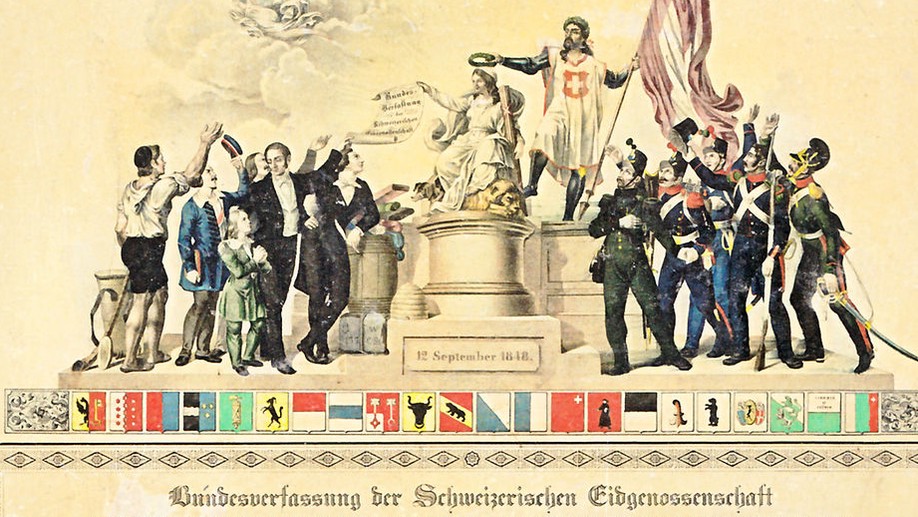 Bundes-
Verfassung
der
Schweizerischen
Eidgenossenschaft
12 September 1848.
Bundesverfassung der Schweizerischen Eidgenossenschaft